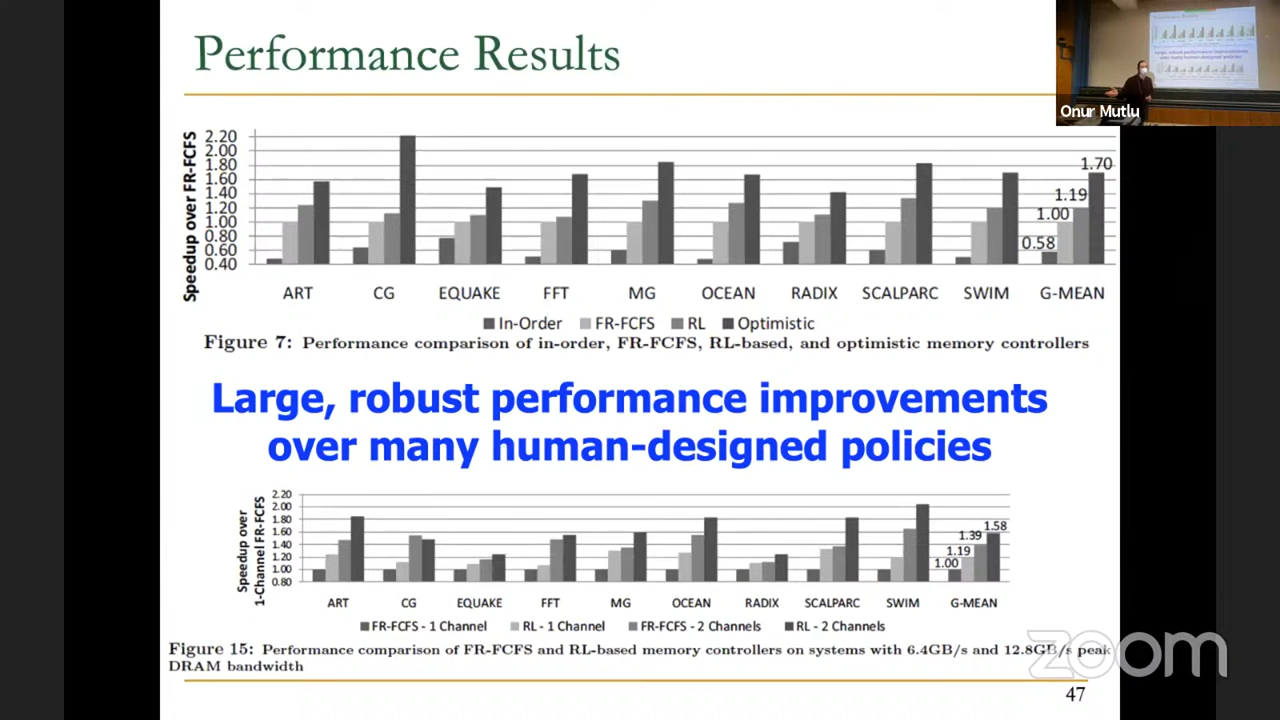 Performance Results
Onur Mutlu
Speedup over FR-FCFS
2.20
2.00
1.80
1.60
1.40
1.20
1.00
0.80
0.60
0.40
0.58
1.00
1.19
1.70
ART CG EQUAKE FFT MG OCEAN RADIX SCALPARC SWIM G-MEAN
In-Order FR-FCFS RL Optimistic
Figure 7: Performance comparison of in-order, FR-FCFS, RL-based, and optimistic memory controllers
Large, robust performance improvements
over many human-designed policies
Speedup over
1-Channel FR-FCFS
2.20
2.00
1.80
1.60
1.40
1.20
1.00
0.80
1.00
1.19
1.39
1.58
ART CG EQUAKE FFT MG OCEAN RADIX SCALPARC SWIM G-MEAN
FR-FCFS - 1 Channel RL - 1 Channel FR-FCFS - 2 Channels RL - 2 Channels
Figure 15: Performance comparison of FR-FCFS and RL-based memory controllers on systems with 6.4GB/s and 12.8GB/s peak
DRAM bandwidth
zoom
47